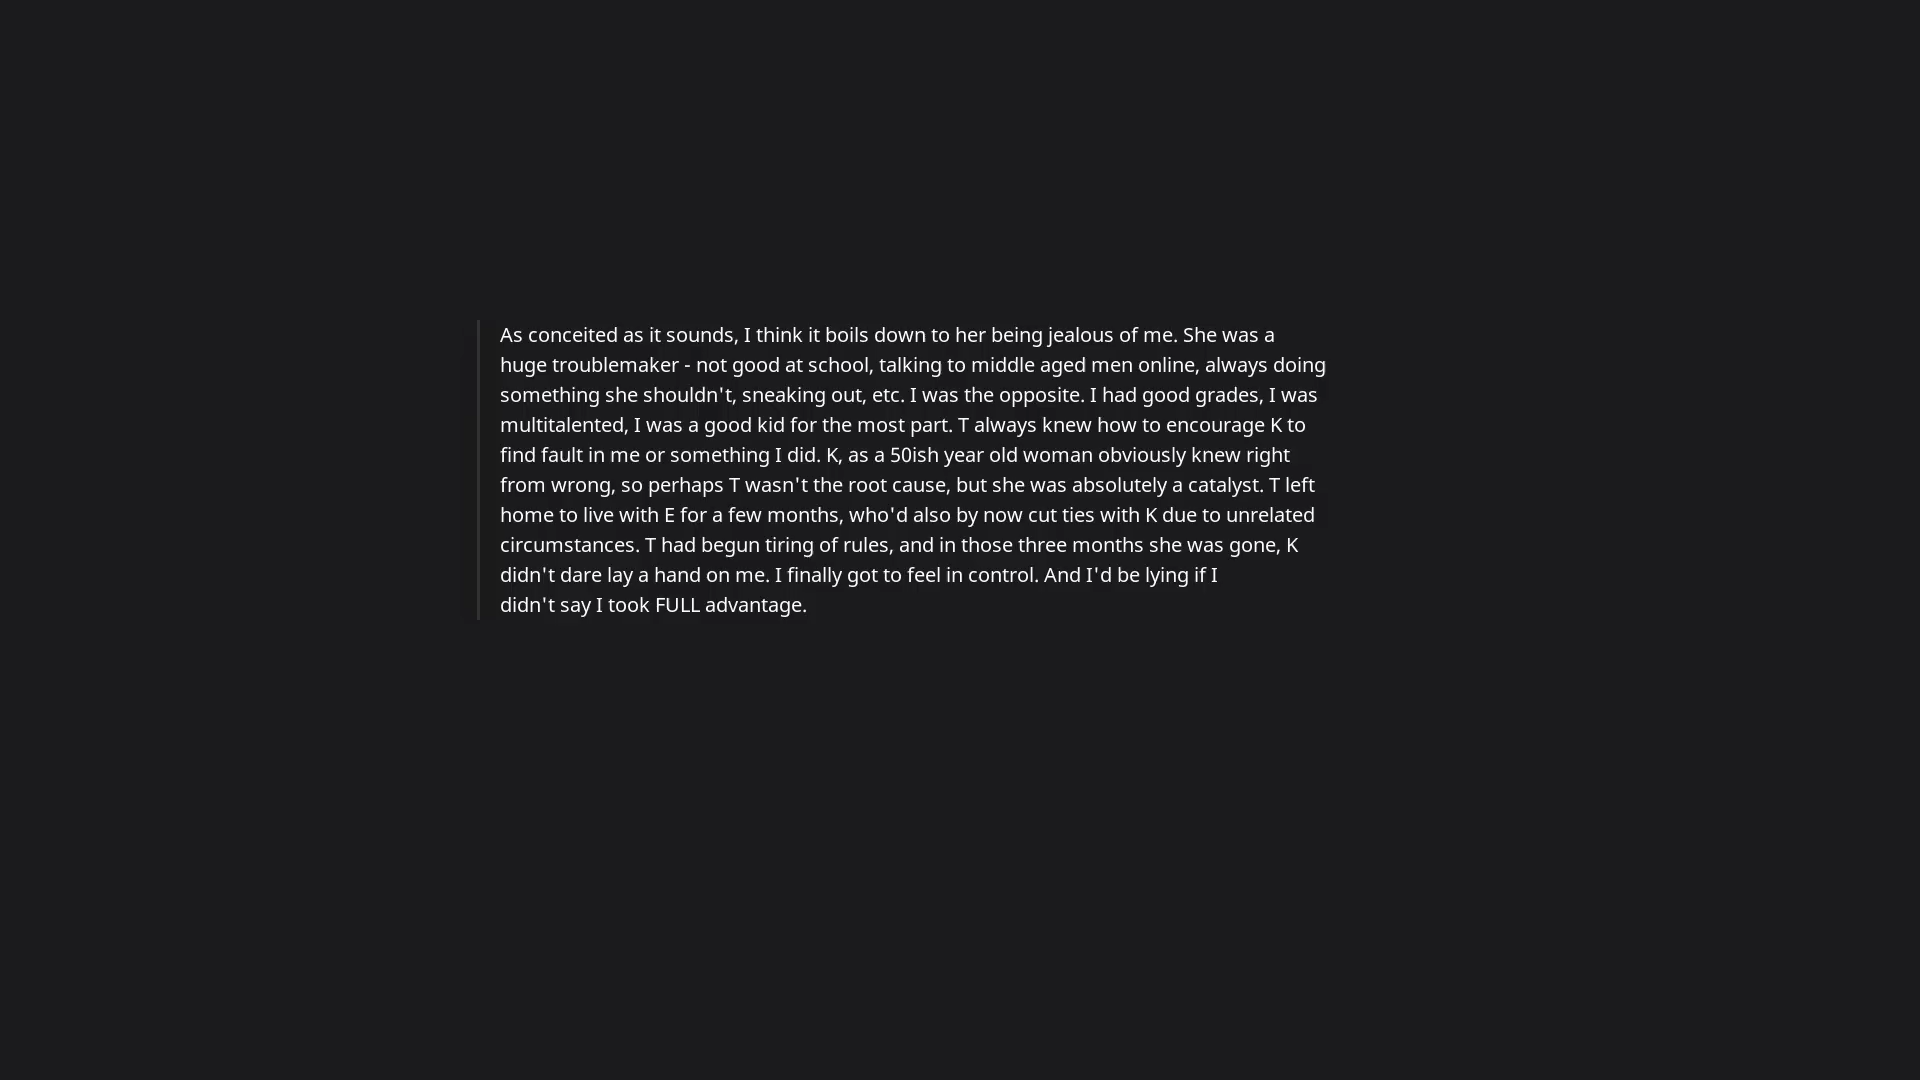 As conceited as it sounds, I think it boils down to her being jealous of me. She was a
huge troublemaker - not good at school, talking to middle aged men online, always doing
something she shouldn't, sneaking out, etc. I was the opposite. I had good grades, I was
multitalented, I was a good kid for the most part. T always knew how to encourage K to
find fault in me or something I did. K, as a 50ish year old woman obviously knew right
from wrong, so perhaps T wasn't the root cause, but she was absolutely a catalyst. T left
home to live with E for a few months, who'd also by now cut ties with K due to unrelated
circumstances. T had begun tiring of rules, and in those three months she was gone, K
didn't dare lay a hand on me. I finally got to feel in control. And I'd be lying if I
didn't say I took FULL advantage.